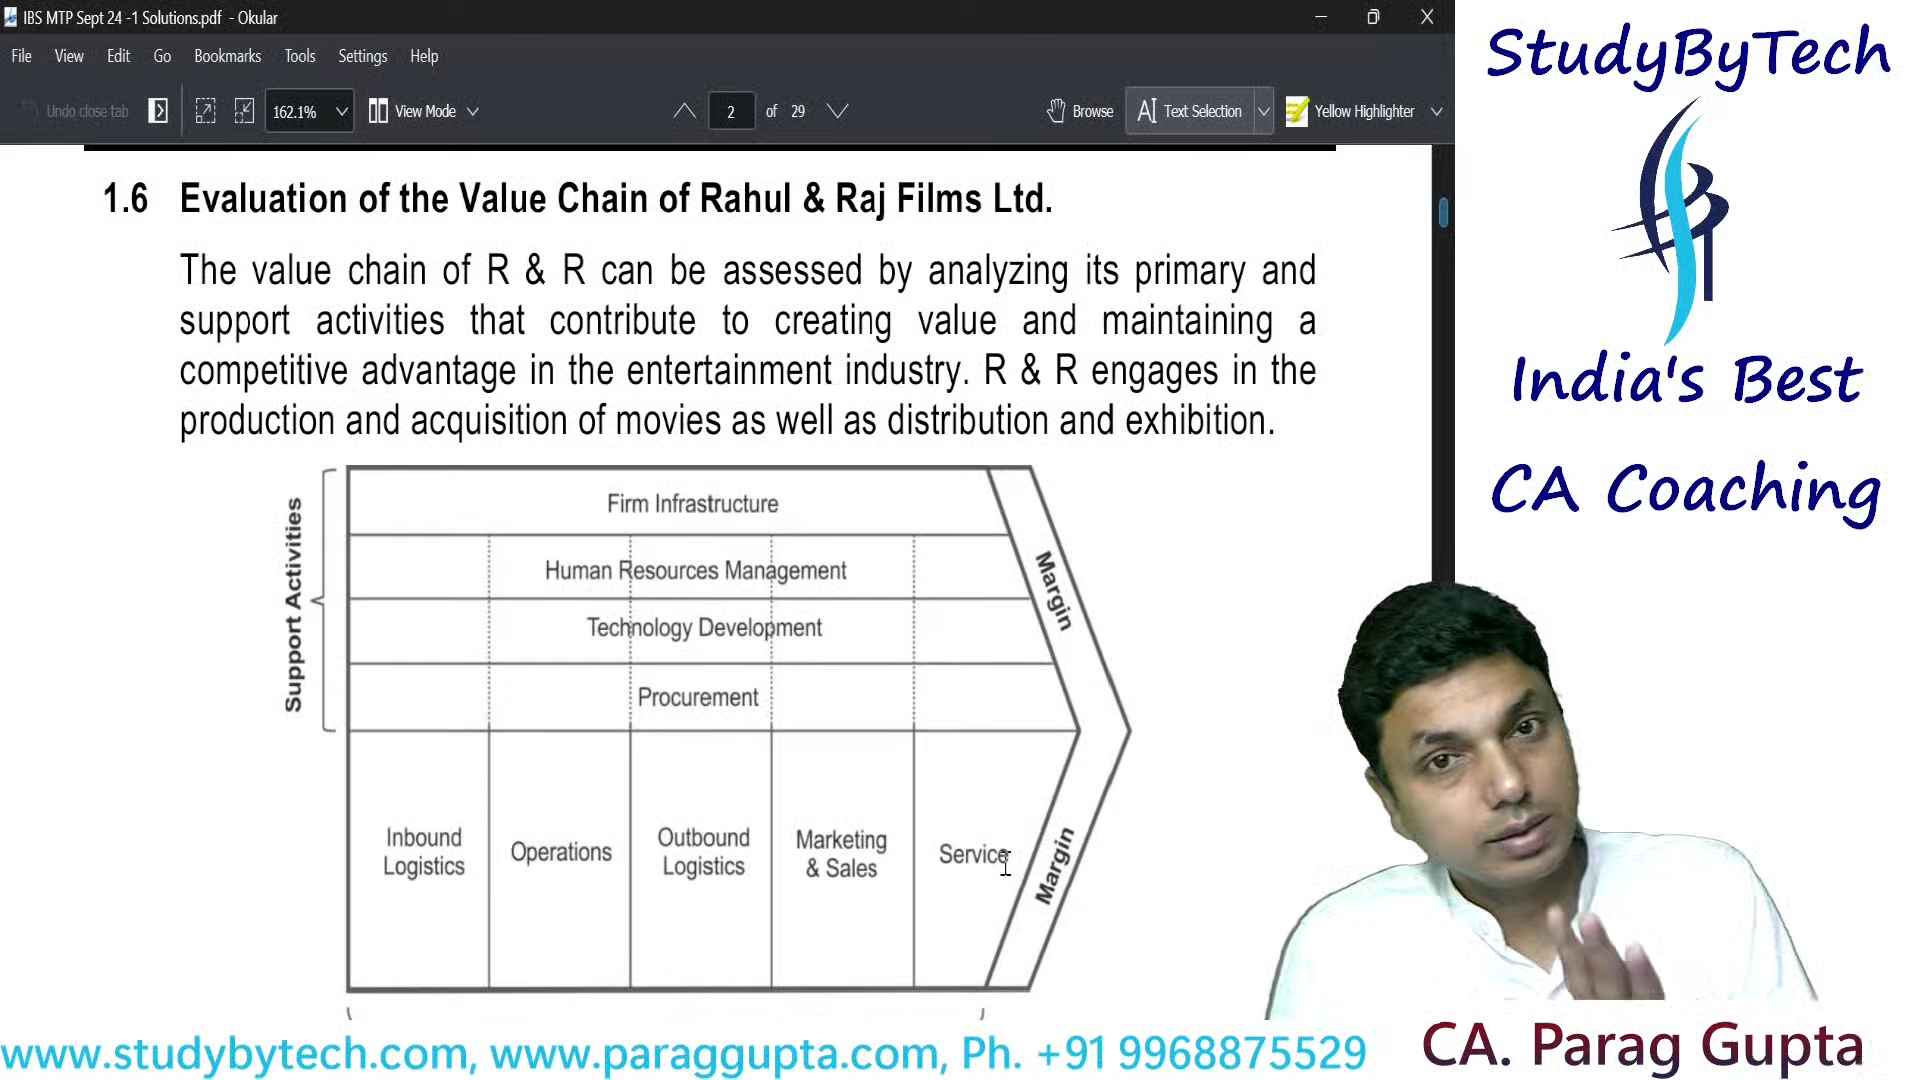 IBS MTP Sept 24 -1 Solutions.pdf - Okular
File View Edit Go Bookmarks Tools Settings Help
Undo close tab 162.1% View Mode 2 of 29 Browse Text Selection Yellow Highlighter
1.6 Evaluation of the Value Chain of Rahul & Raj Films Ltd.
The value chain of R & R can be assessed by analyzing its primary and
support activities that contribute to creating value and maintaining a
competitive advantage in the entertainment industry. R & R engages in the
production and acquisition of movies as well as distribution and exhibition.
Support Activities
Firm Infrastructure
Human Resources Management
Technology Development
Procurement
Margin
Inbound
Logistics
Operations
Outbound
Logistics
Marketing
& Sales
Service
Margin
StudyByTech
India's Best
CA Coaching
www.studybytech.com, www.paraggupta.com, Ph. +91 9968875529
CA. Parag Gupta